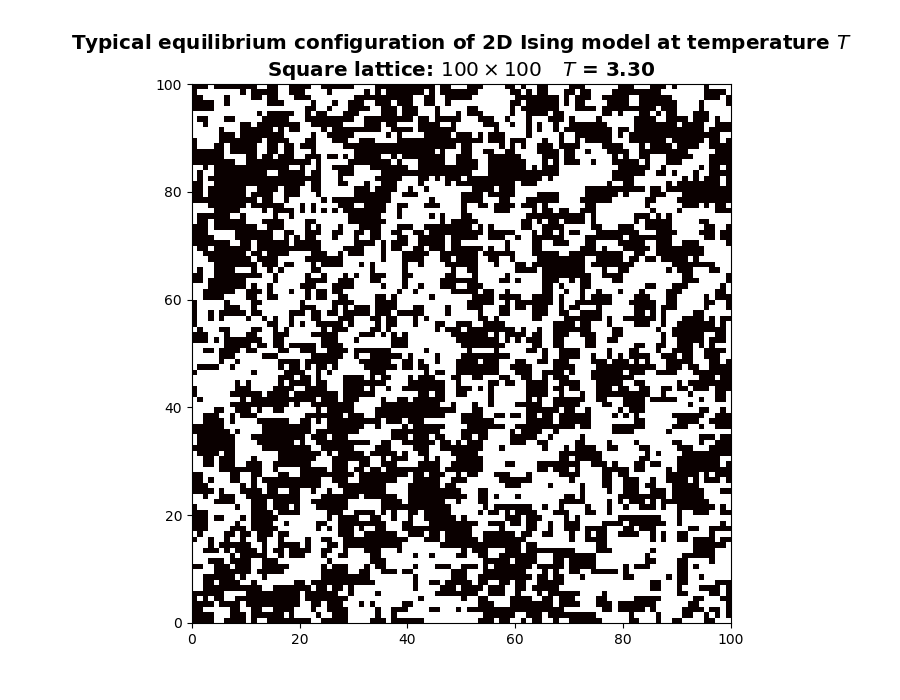 Typical equilibrium configuration of 2D Ising model at temperature T
Square lattice: 100 × 100 T = 3.30
100
80
60
40
20
0
0 20 40 60 80 100